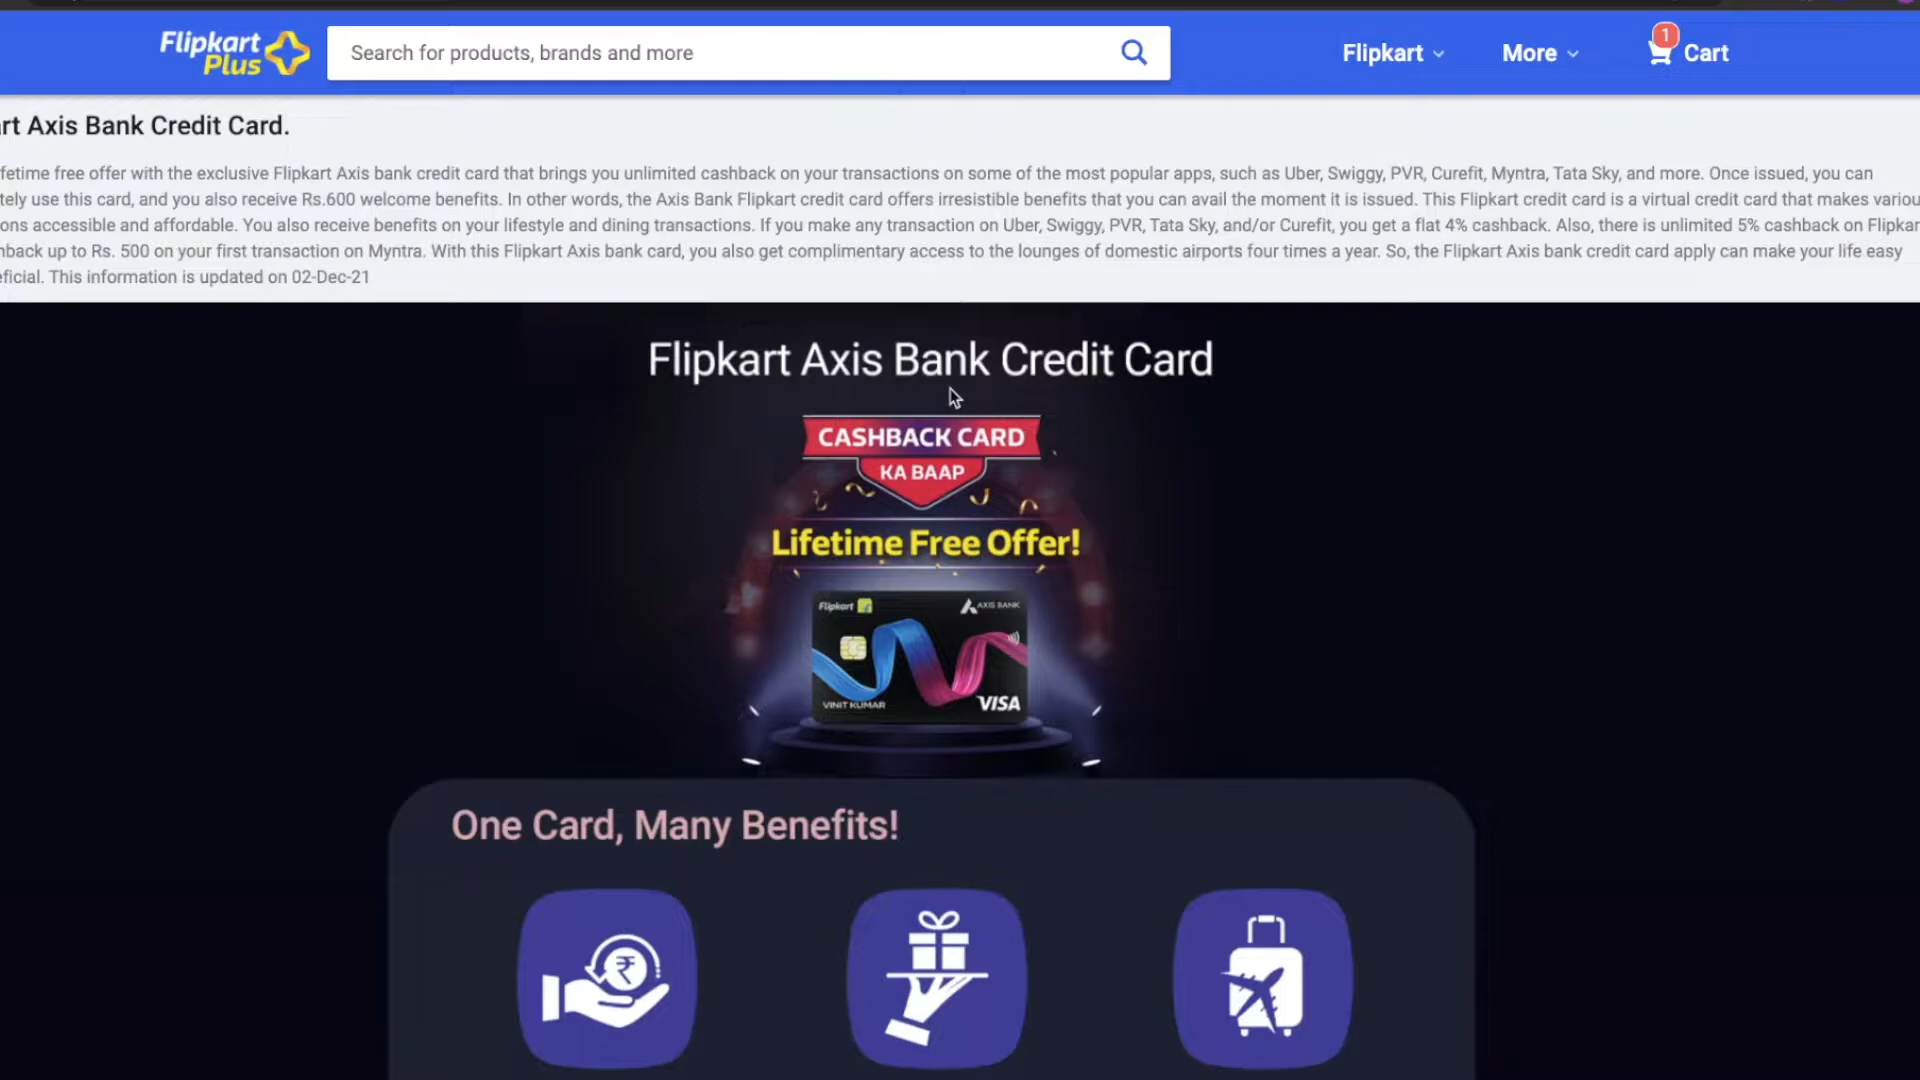 Flipkart
Plus
Search for products, brands and more
Flipkart
More
1
Cart
rt Axis Bank Credit Card.
fetime free offer with the exclusive Flipkart Axis bank credit card that brings you unlimited cashback on your transactions on some of the most popular apps, such as Uber, Swiggy, PVR, Curefit, Myntra, Tata Sky, and more. Once issued, you can
tely use this card, and you also receive Rs.600 welcome benefits. In other words, the Axis Bank Flipkart credit card offers irresistible benefits that you can avail the moment it is issued. This Flipkart credit card is a virtual credit card that makes variou
ons accessible and affordable. You also receive benefits on your lifestyle and dining transactions. If you make any transaction on Uber, Swiggy, PVR, Tata Sky, and/or Curefit, you get a flat 4% cashback. Also, there is unlimited 5% cashback on Flipkar
hback up to Rs. 500 on your first transaction on Myntra. With this Flipkart Axis bank card, you also get complimentary access to the lounges of domestic airports four times a year. So, the Flipkart Axis bank credit card apply can make your life easy
eficial. This information is updated on 02-Dec-21
Flipkart Axis Bank Credit Card
CASHBACK CARD
KA BAAP
Lifetime Free Offer!
Flipkart
AXIS BANK
VINIT KUMAR
VISA
One Card, Many Benefits!
₹